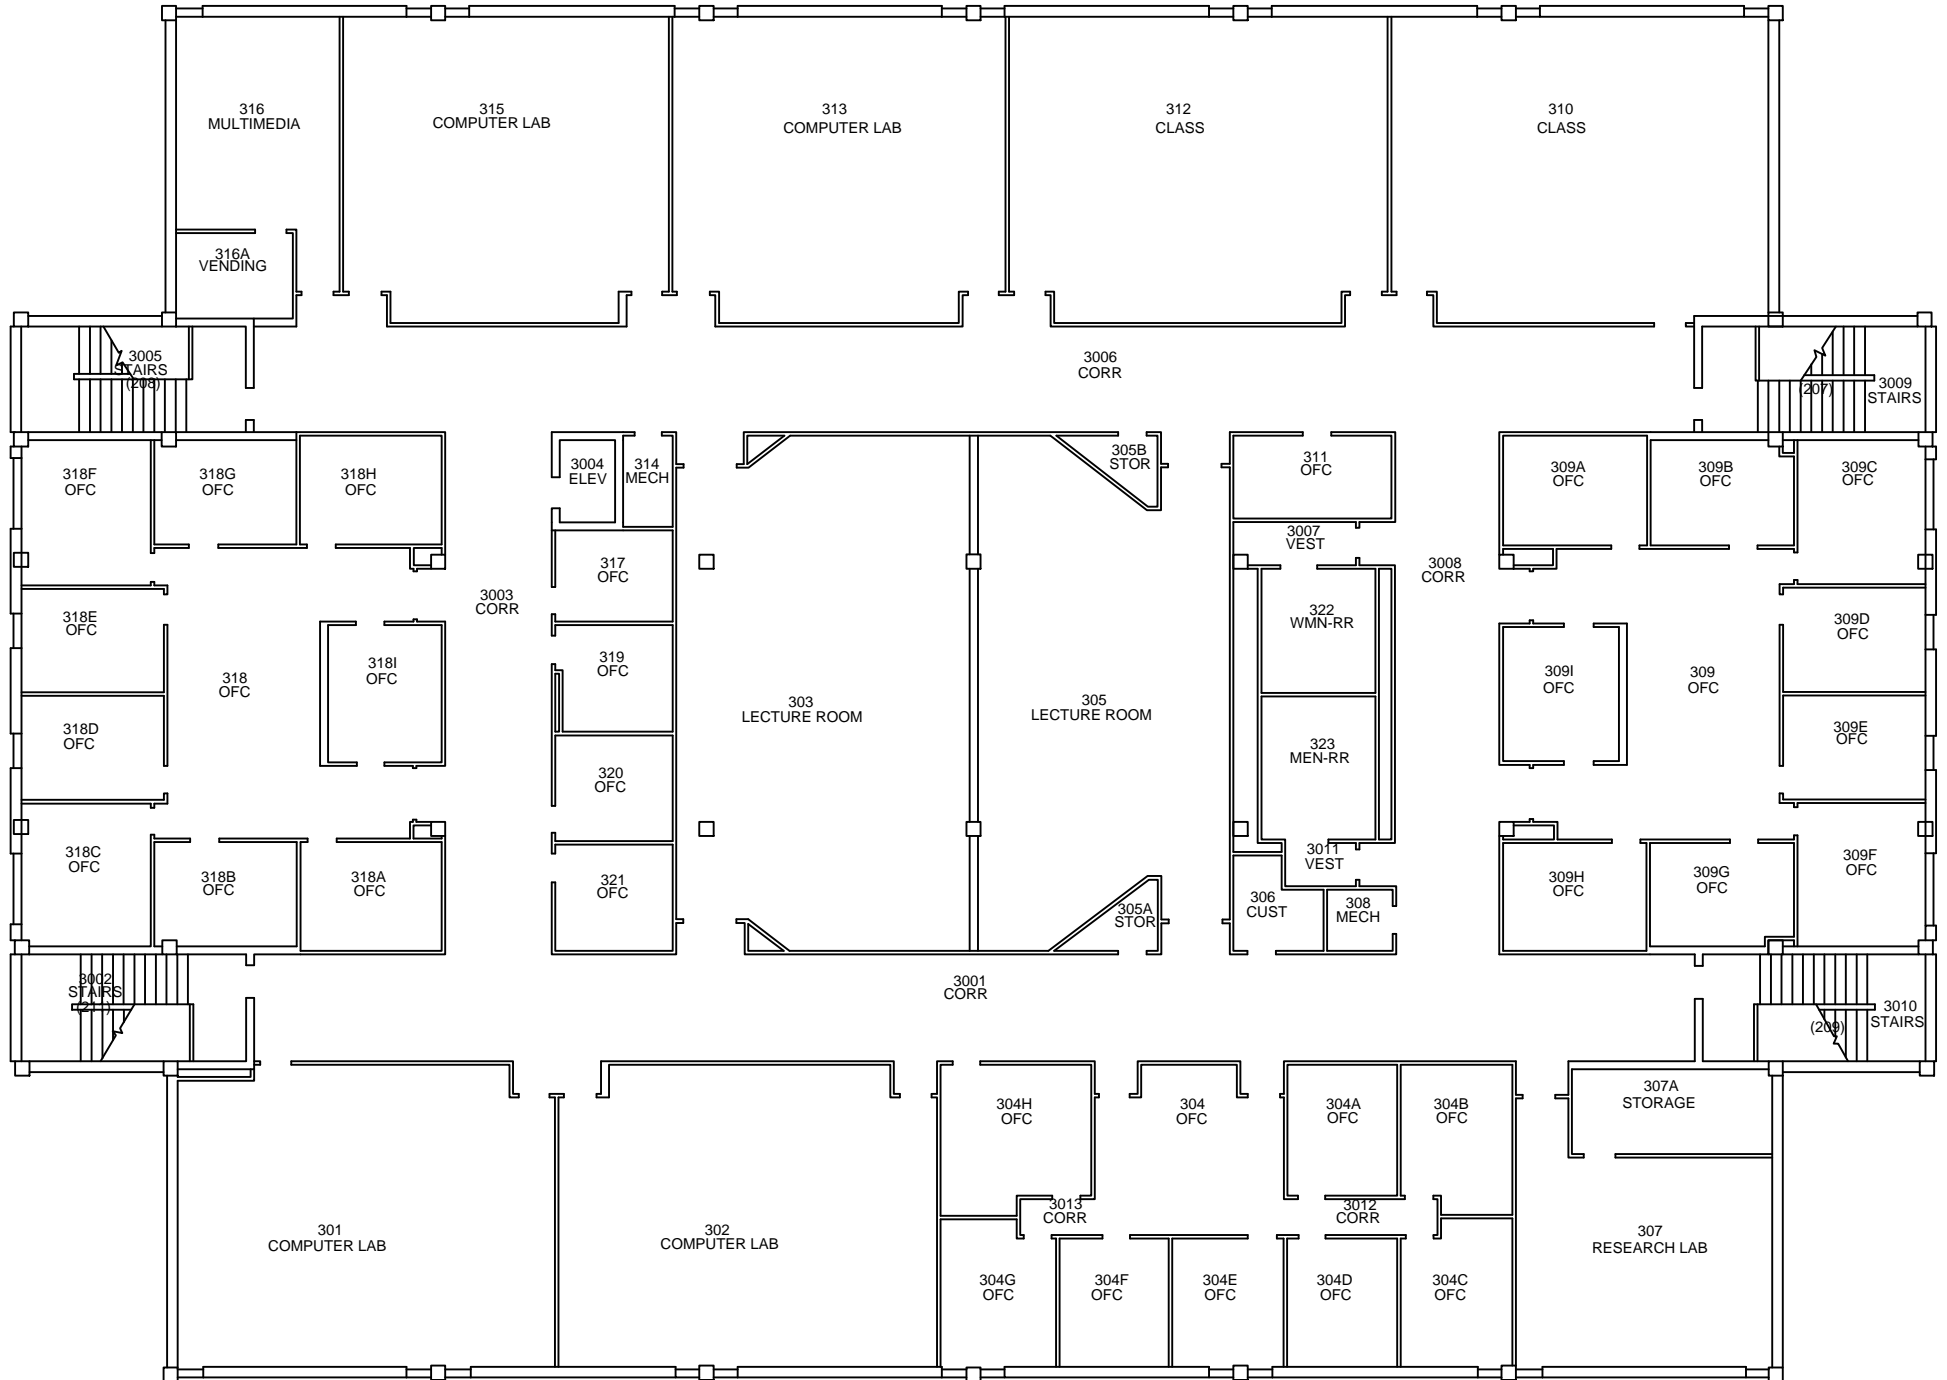 316
MULTIMEDIA
315
COMPUTER LAB
313
COMPUTER LAB
312
CLASS
310
CLASS
316A
VENDING
3005
STAIRS
(208)
3006
CORR
(207)
3009
STAIRS
318F
OFC
318G
OFC
318H
OFC
3004
ELEV
314
MECH
305B
STOR
311
OFC
309A
OFC
309B
OFC
309C
OFC
3007
VEST
317
OFC
3003
CORR
3008
CORR
318E
OFC
322
WMN-RR
309D
OFC
318
OFC
318I
OFC
319
OFC
303
LECTURE ROOM
305
LECTURE ROOM
309I
OFC
309
OFC
318D
OFC
323
MEN-RR
309E
OFC
320
OFC
318C
OFC
318B
OFC
318A
OFC
321
OFC
3011
VEST
306
CUST
308
MECH
305A
STOR
309H
OFC
309G
OFC
309F
OFC
3002
STAIRS
(211)
3001
CORR
3010
STAIRS
(209)
304H
OFC
304
OFC
304A
OFC
304B
OFC
307A
STORAGE
3013
CORR
3012
CORR
301
COMPUTER LAB
302
COMPUTER LAB
307
RESEARCH LAB
304G
OFC
304F
OFC
304E
OFC
304D
OFC
304C
OFC